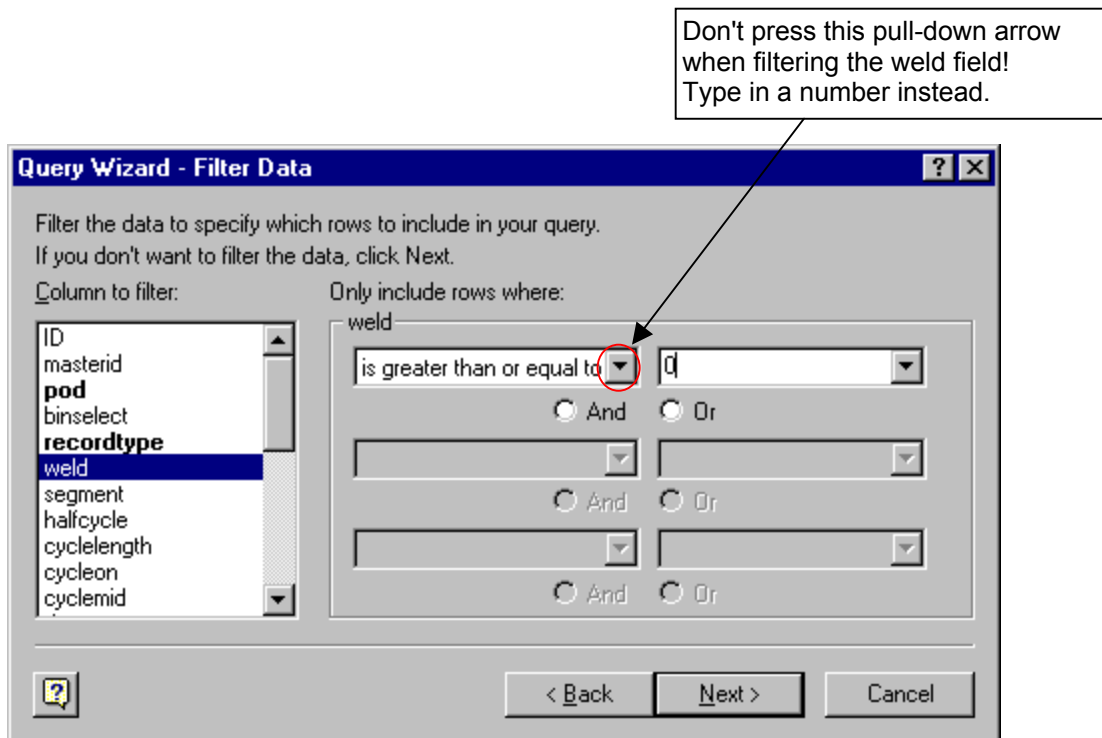 Don't press this pull-down arrow
when filtering the weld field!
Type in a number instead.
Query Wizard - Filter Data
Filter the data to specify which rows to include in your query.
If you don't want to filter the data, click Next.
Column to filter:
Only include rows where:
ID
masterid
pod
binselect
recordtype
weld
segment
halfcycle
cyclelength
cycleon
cyclemid
weld
is greater than or equal to
0
And
Or
And
Or
And
Or
< Back
Next >
Cancel